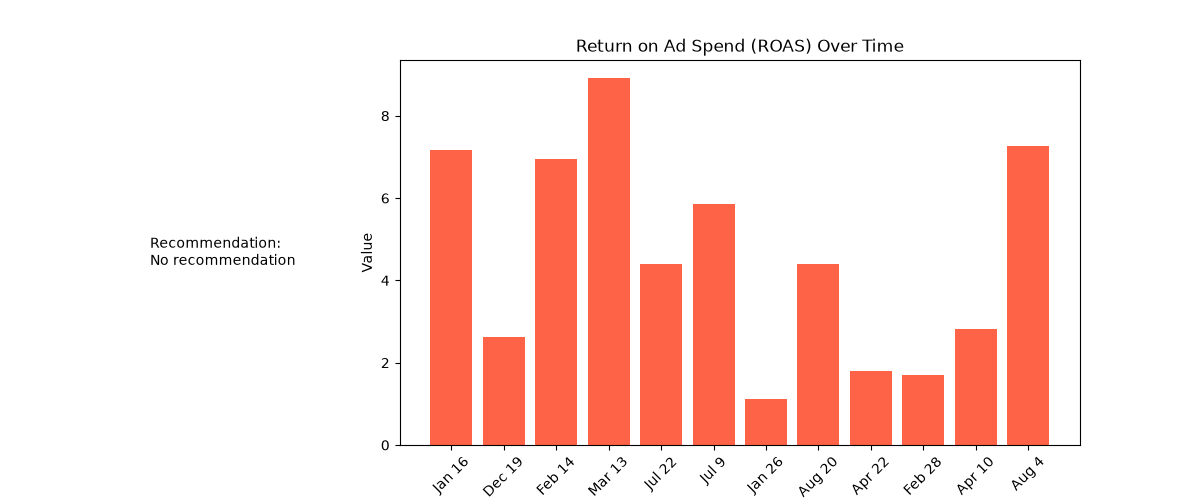 Return on Ad Spend (ROAS) Over Time
Recommendation:
No recommendation
Value
8
6
4
2
0
Jan 16
Dec 19
Feb 14
Mar 13
Jul 22
Jul 9
Jan 26
Aug 20
Apr 22
Feb 28
Apr 10
Aug 4